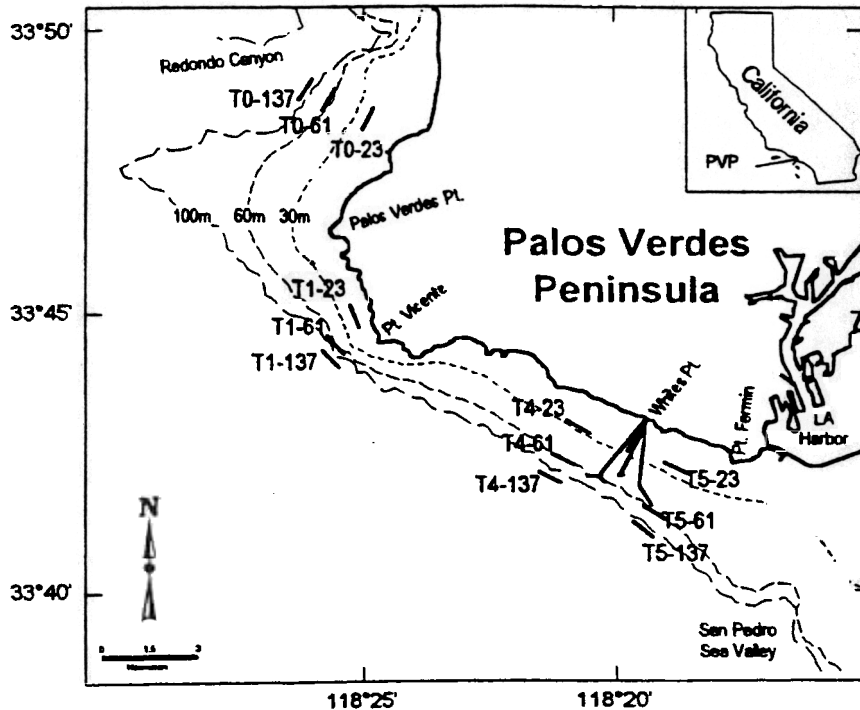 33°50'
Redondo Canyon
T0-137
T0-61
T0-23
California
PVP
100m 60m 30m
Palos Verdes Pt.
Palos Verdes
Peninsula
33°45'
T1-23
Pt. Vicente
T1-61
T1-137
T4-23
Whites Pt.
Pt. Fermin
LA
Harbor
T4-61
T4-137
T5-23
T5-61
T5-137
N
33°40'
0 1.5 3
San Pedro
Sea Valley
118°25' 118°20'